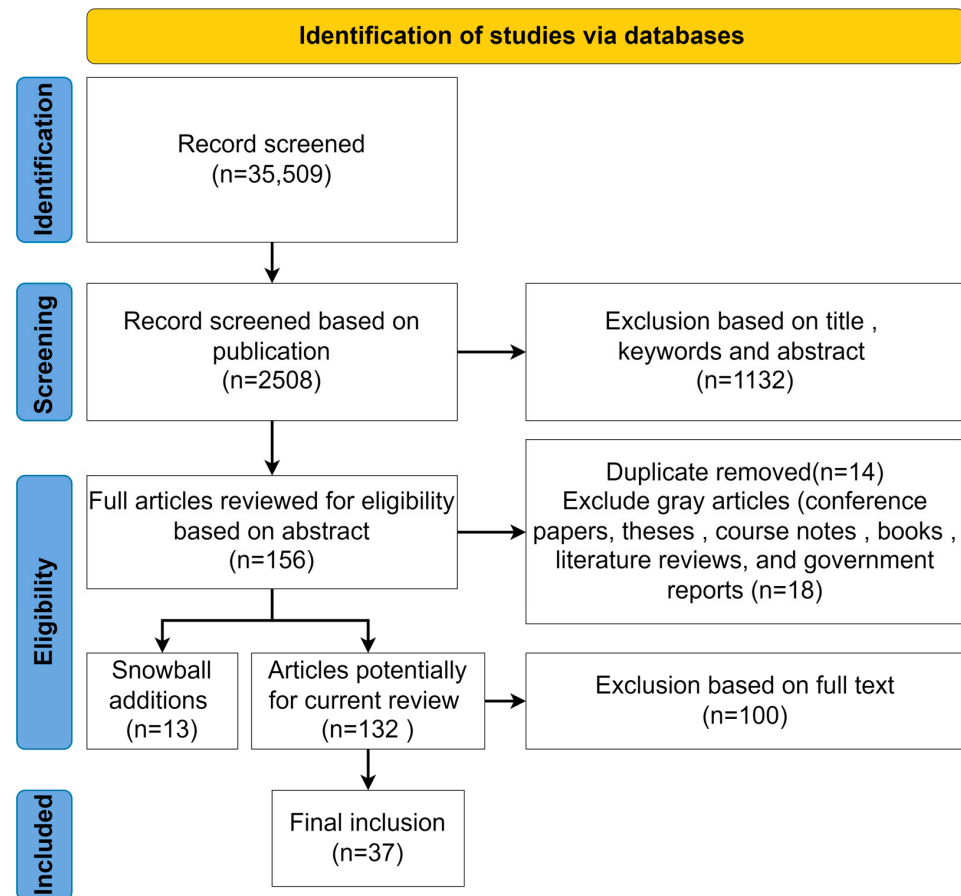 Identification of studies via databases
Identification
Record screened
(n=35,509)
Screening
Record screened based on
publication
(n=2508)
Exclusion based on title ,
keywords and abstract
(n=1132)
Eligibility
Full articles reviewed for eligibility
based on abstract
(n=156)
Duplicate removed(n=14)
Exclude gray articles (conference
papers, theses , course notes , books ,
literature reviews, and government
reports (n=18)
Snowball
additions
(n=13)
Articles potentially
for current review
(n=132 )
Exclusion based on full text
(n=100)
Included
Final inclusion
(n=37)